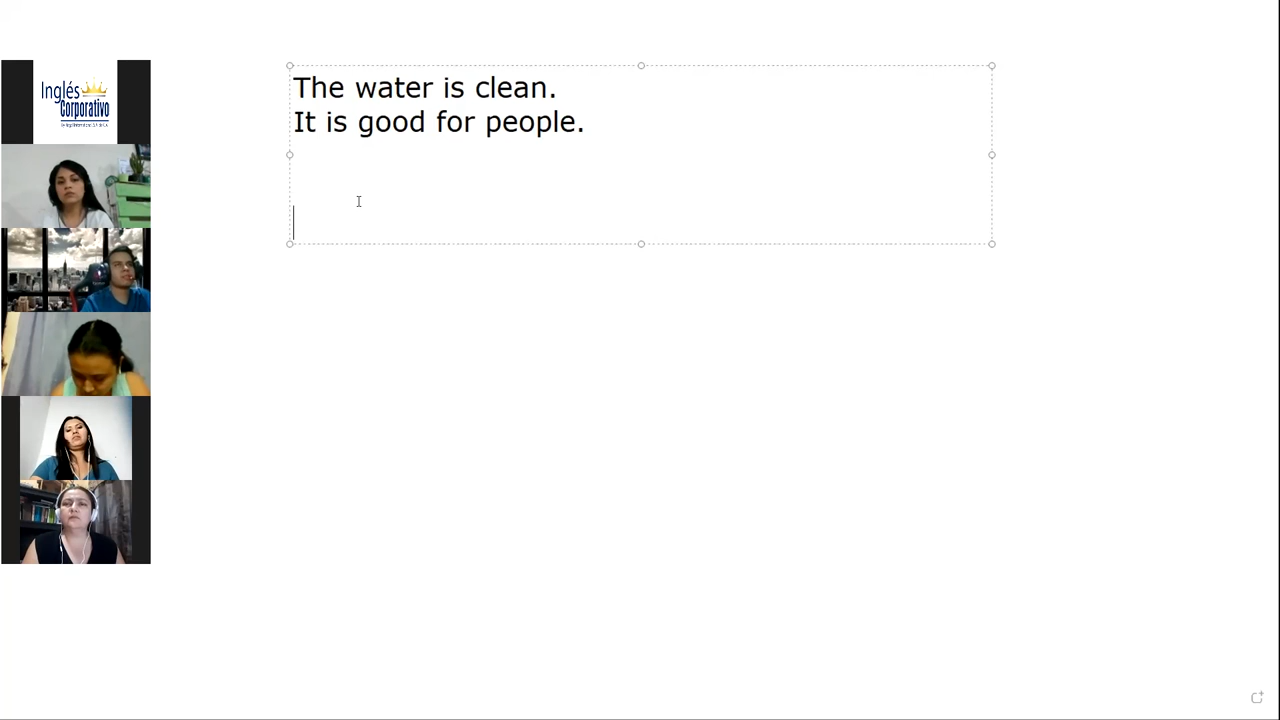 Inglés
Corporativo
The water is clean.
It is good for people.